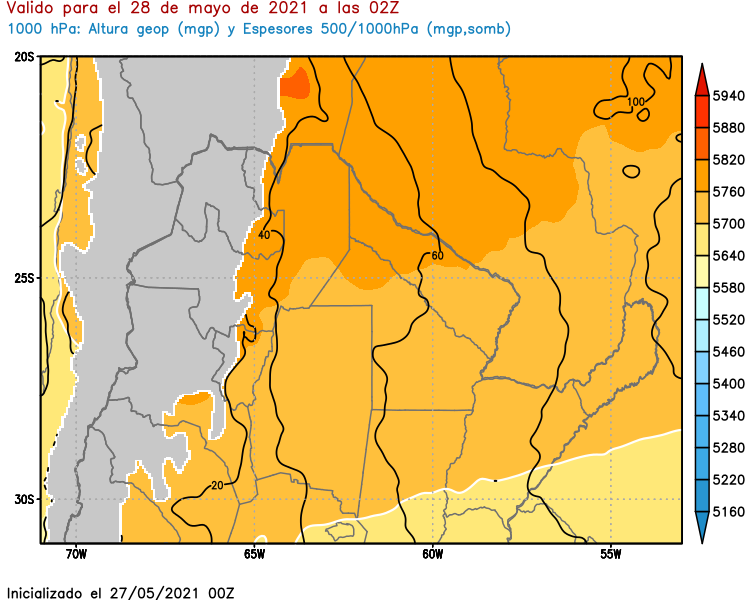 Valido para el 28 de mayo de 2021 a las 02Z
1000 hPa: Altura geop (mgp) y Espesores 500/1000hPa (mgp,somb)
20S
25S
30S
70W
65W
60W
55W
100
40
60
20
5940
5880
5820
5760
5700
5640
5580
5520
5460
5400
5340
5280
5220
5160
Inicializado el 27/05/2021 00Z